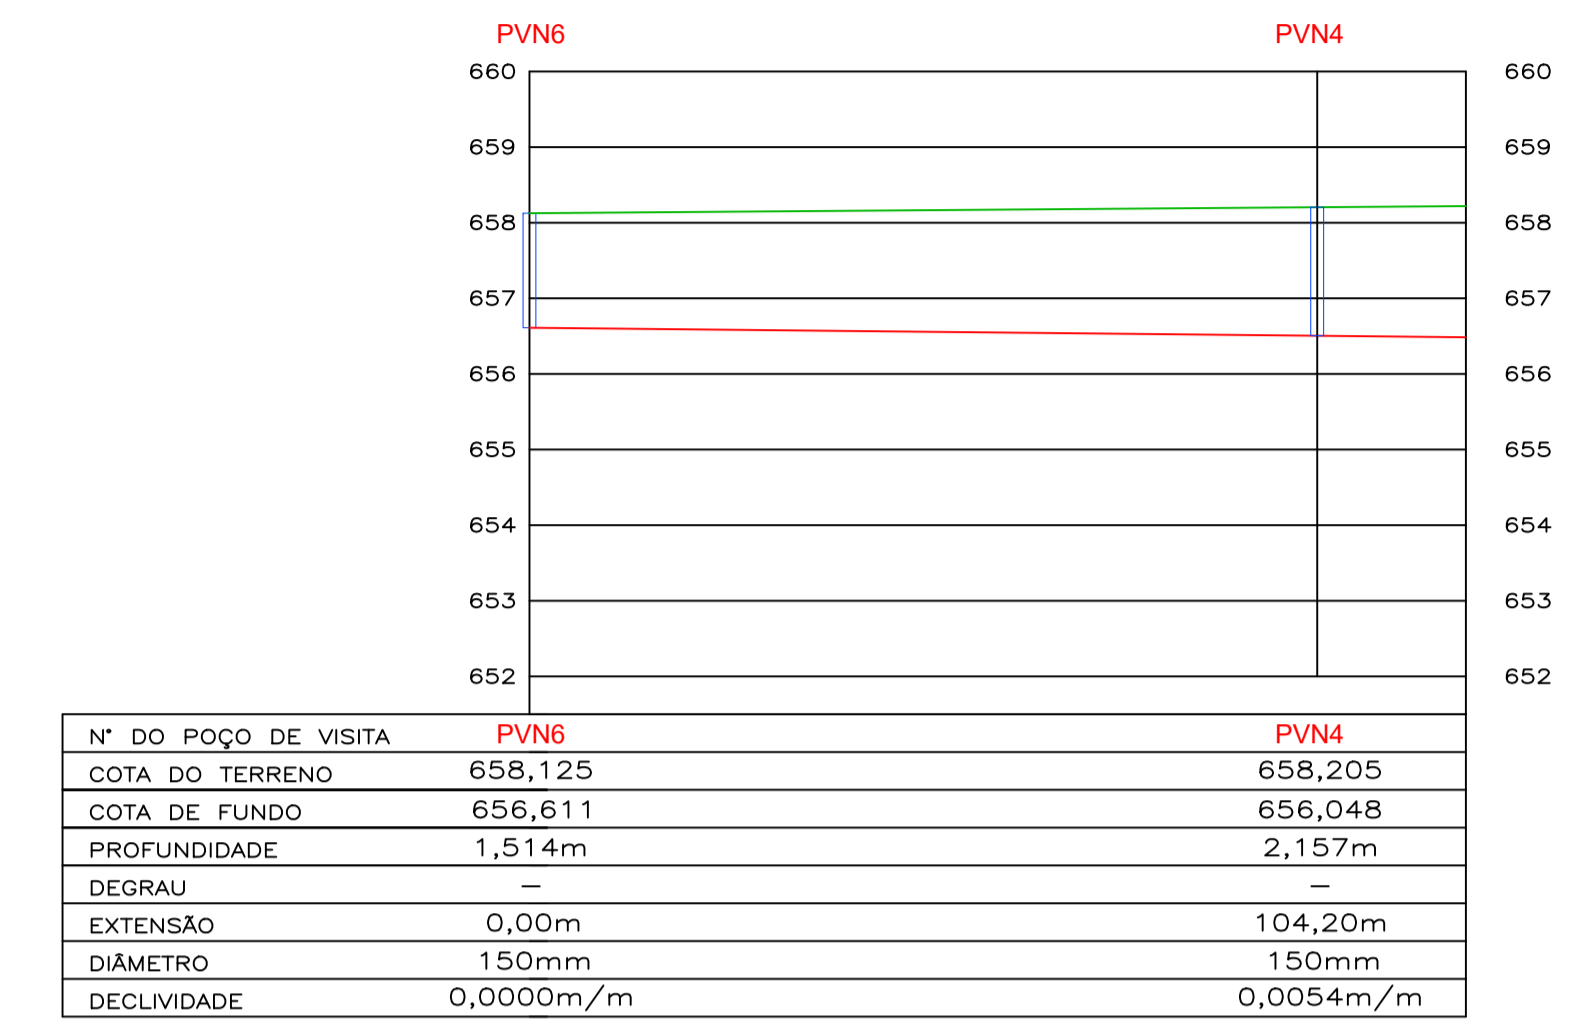 PVN6 PVN4
660 660
659 659
658 658
657 657
656 656
655 655
654 654
653 653
652 652
N° DO POÇO DE VISITA PVN6 PVN4
COTA DO TERRENO 658,125 658,205
COTA DE FUNDO 656,611 656,048
PROFUNDIDADE 1,514m 2,157m
DEGRAU – –
EXTENSÃO 0,00m 104,20m
DIÂMETRO 150mm 150mm
DECLIVIDADE 0,0000m/m 0,0054m/m